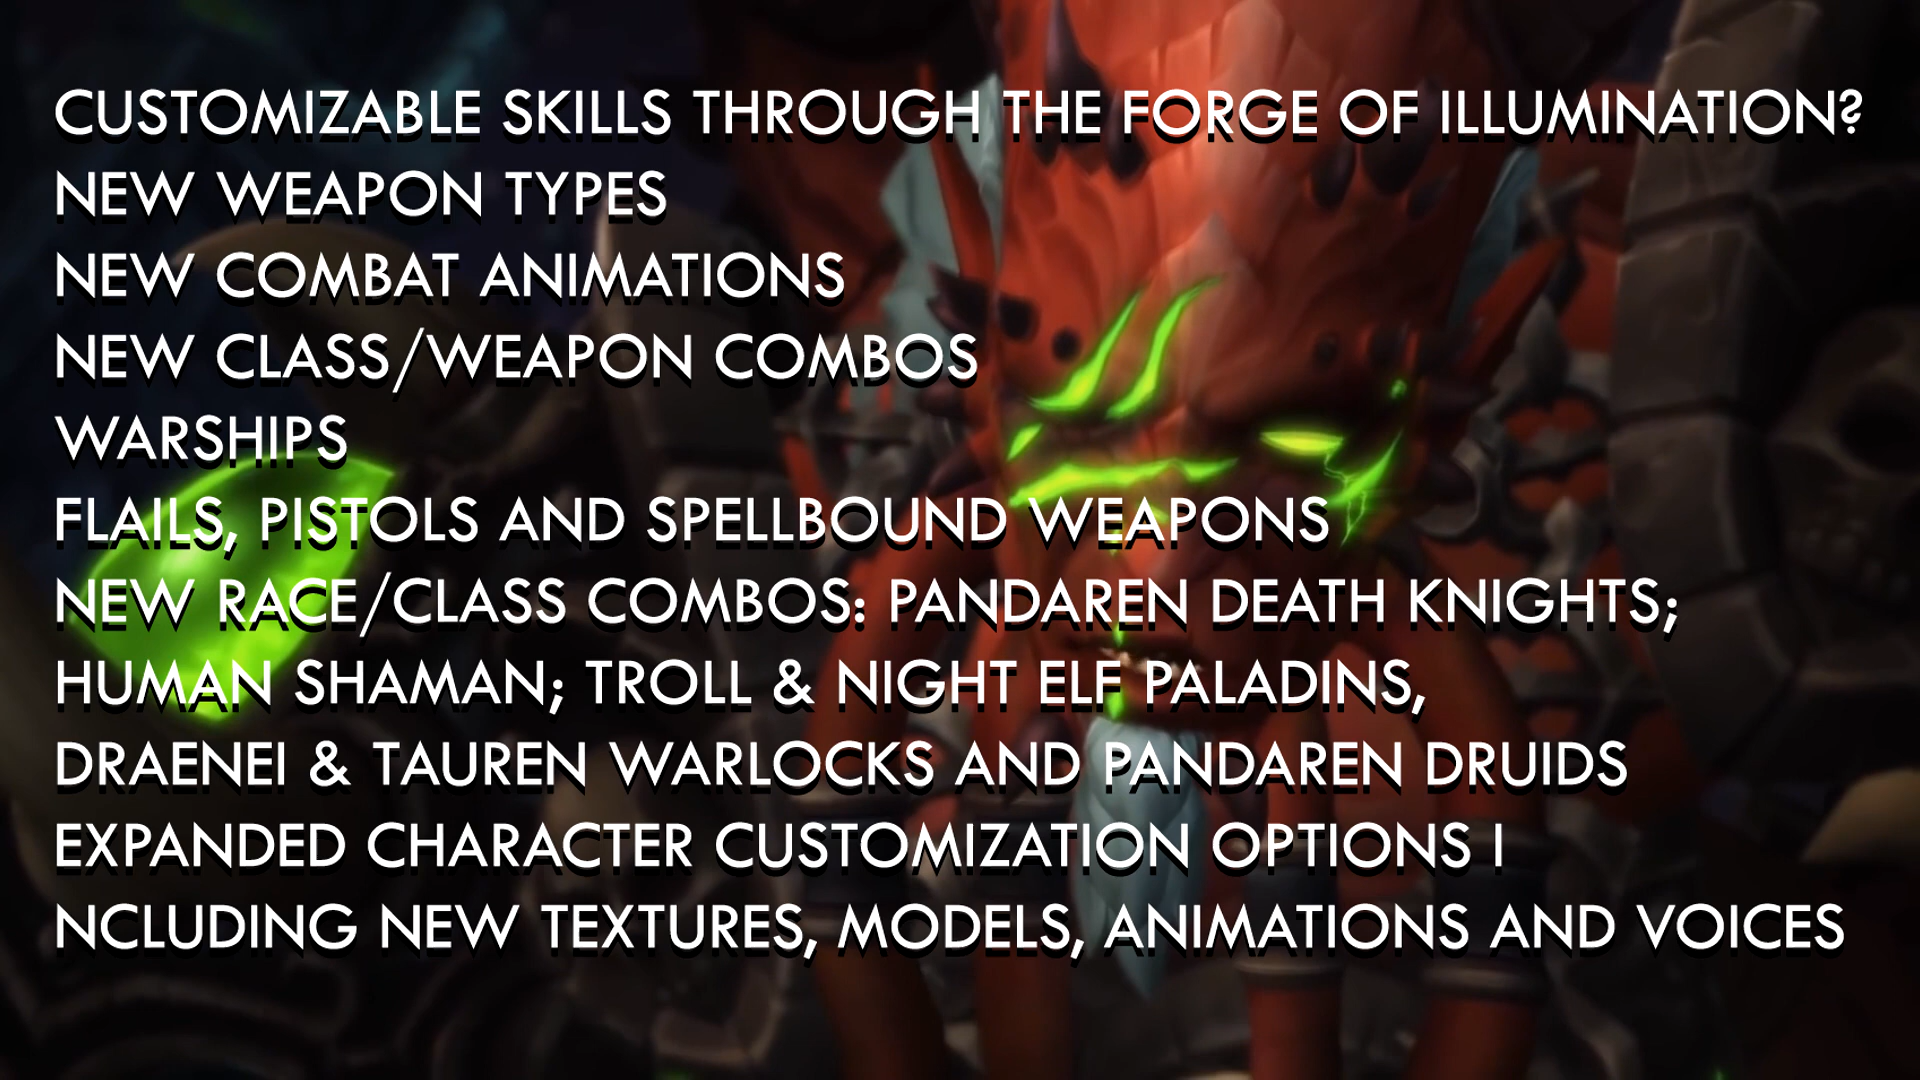 CUSTOMIZABLE SKILLS THROUGH THE FORGE OF ILLUMINATION?
NEW WEAPON TYPES
NEW COMBAT ANIMATIONS
NEW CLASS/WEAPON COMBOS
WARSHIPS
FLAILS, PISTOLS AND SPELLBOUND WEAPONS
NEW RACE/CLASS COMBOS: PANDAREN DEATH KNIGHTS;
HUMAN SHAMAN; TROLL & NIGHT ELF PALADINS,
DRAENEI & TAUREN WARLOCKS AND PANDAREN DRUIDS
EXPANDED CHARACTER CUSTOMIZATION OPTIONS I
NCLUDING NEW TEXTURES, MODELS, ANIMATIONS AND VOICES